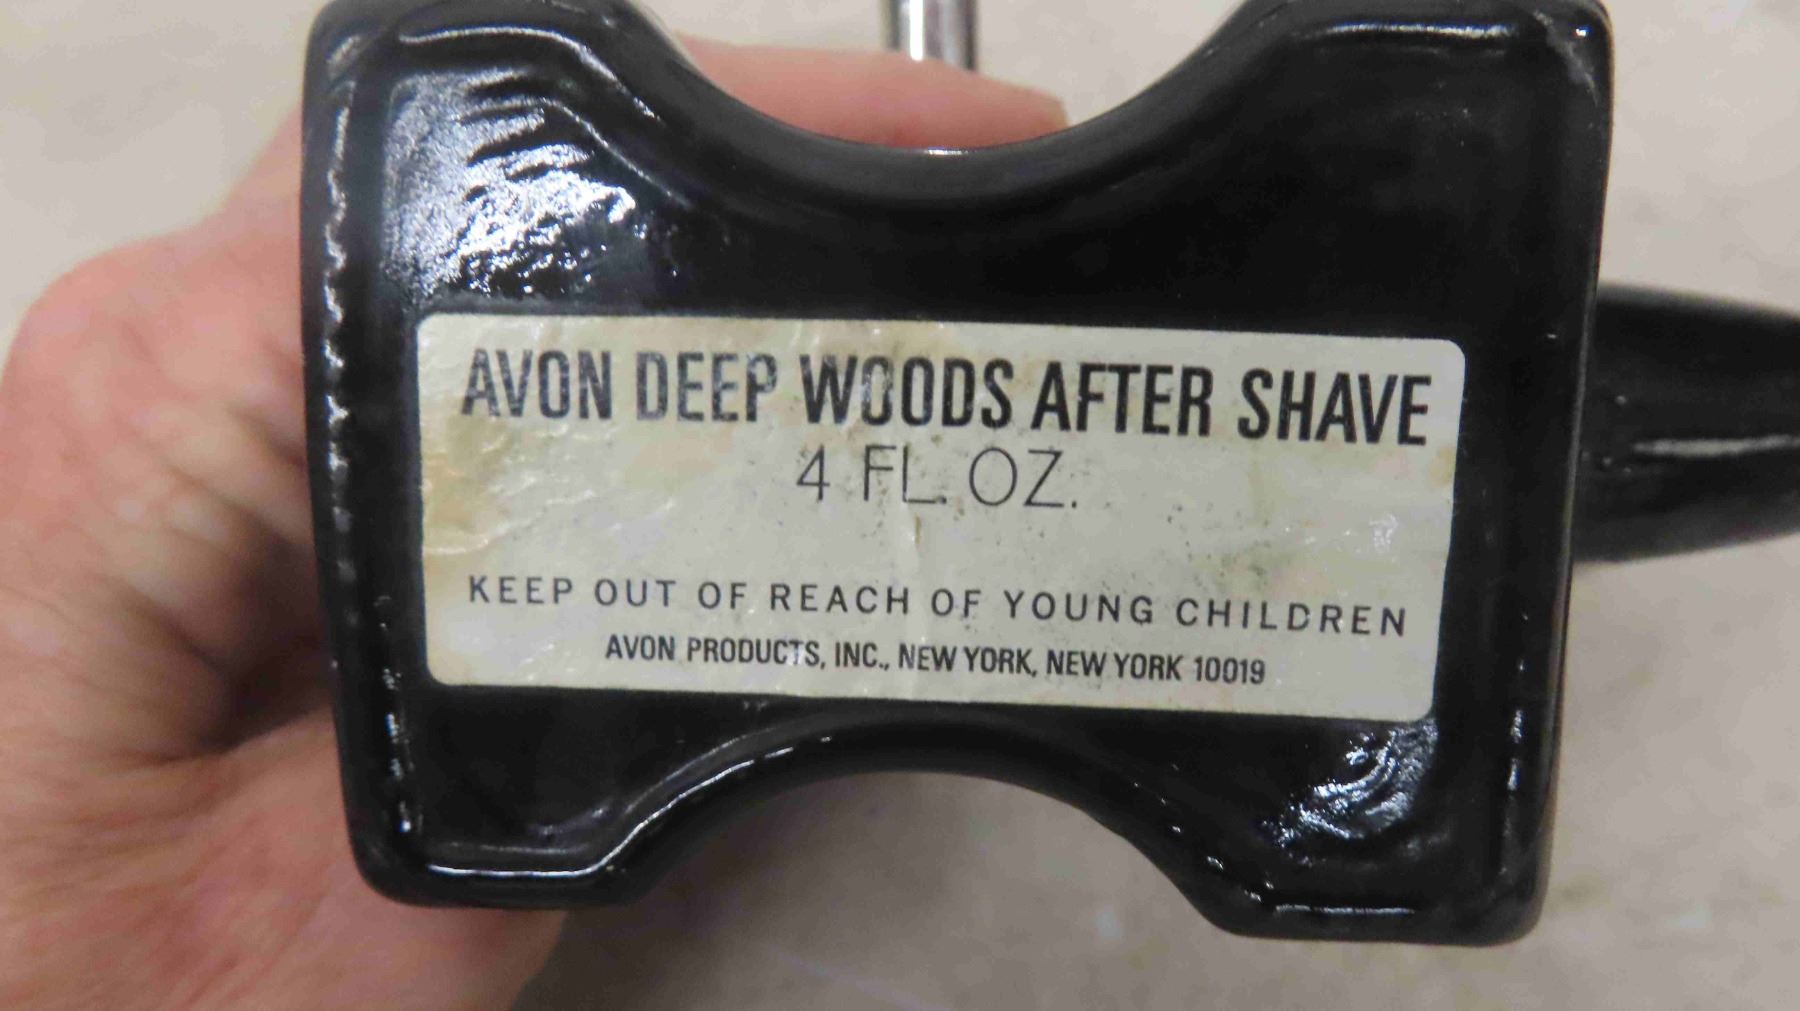 AVON DEEP WOODS AFTER SHAVE
4 FL. OZ.
KEEP OUT OF REACH OF YOUNG CHILDREN
AVON PRODUCTS, INC., NEW YORK, NEW YORK 10019